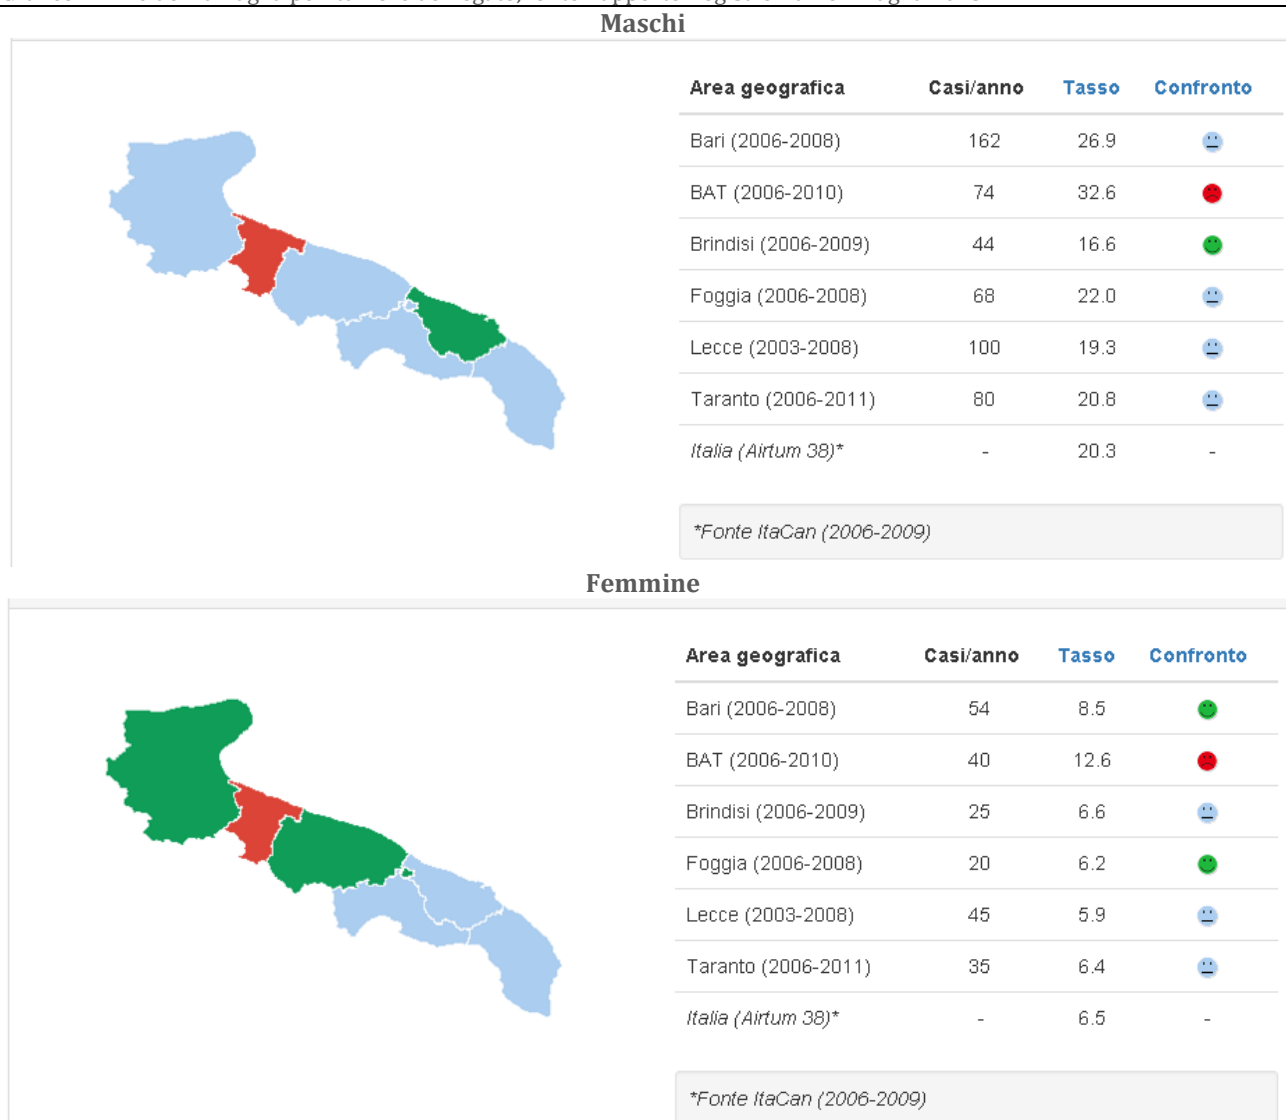 Maschi
Area geografica Casi/anno Tasso Confronto
Bari (2006-2008) 162 26.9
BAT (2006-2010) 74 32.6
Brindisi (2006-2009) 44 16.6
Foggia (2006-2008) 68 22.0
Lecce (2003-2008) 100 19.3
Taranto (2006-2011) 80 20.8
Italia (Airtum 38)* - 20.3 -
*Fonte ItaCan (2006-2009)
Femmine
Area geografica Casi/anno Tasso Confronto
Bari (2006-2008) 54 8.5
BAT (2006-2010) 40 12.6
Brindisi (2006-2009) 25 6.6
Foggia (2006-2008) 20 6.2
Lecce (2003-2008) 45 5.9
Taranto (2006-2011) 35 6.4
Italia (Airtum 38)* - 6.5 -
*Fonte ItaCan (2006-2009)